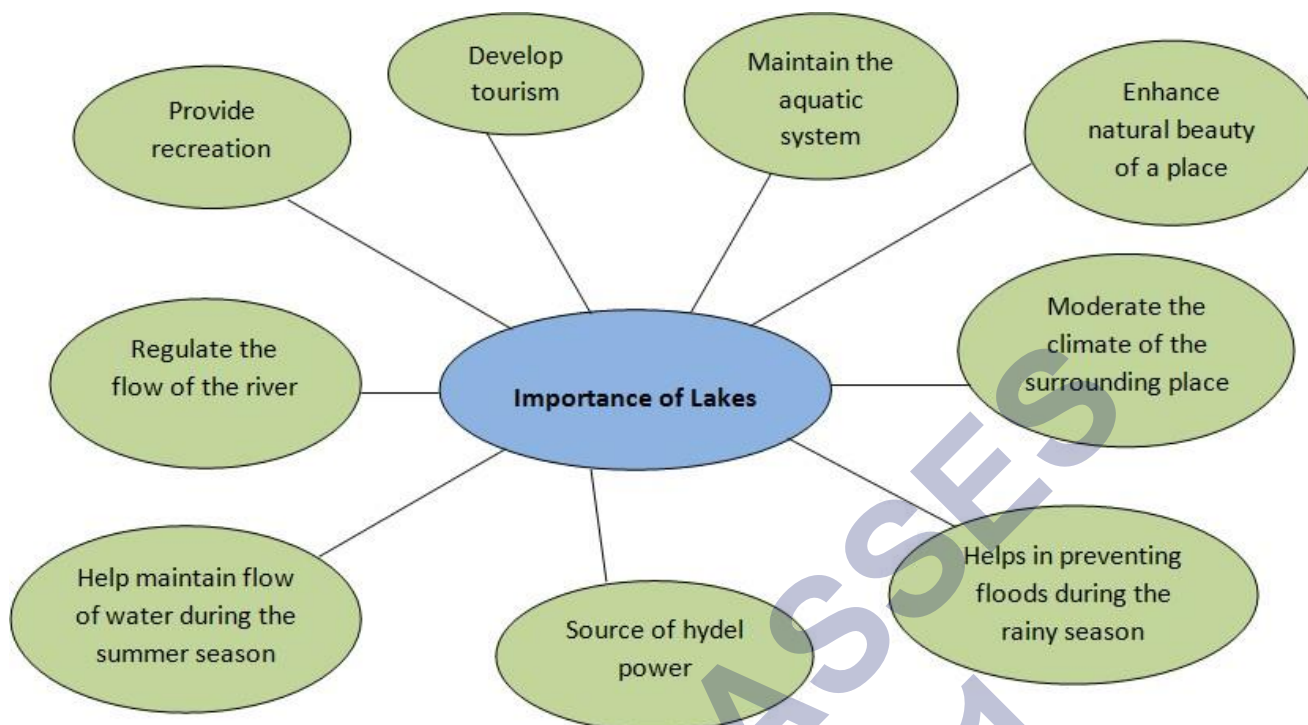 Provide
recreation
Develop
tourism
Maintain the
aquatic
system
Enhance
natural beauty
of a place
Regulate the
flow of the river
Importance of Lakes
Moderate the
climate of the
surrounding place
Help maintain flow
of water during the
summer season
Source of hydel
power
Helps in preventing
floods during the
rainy season
ASSES
1